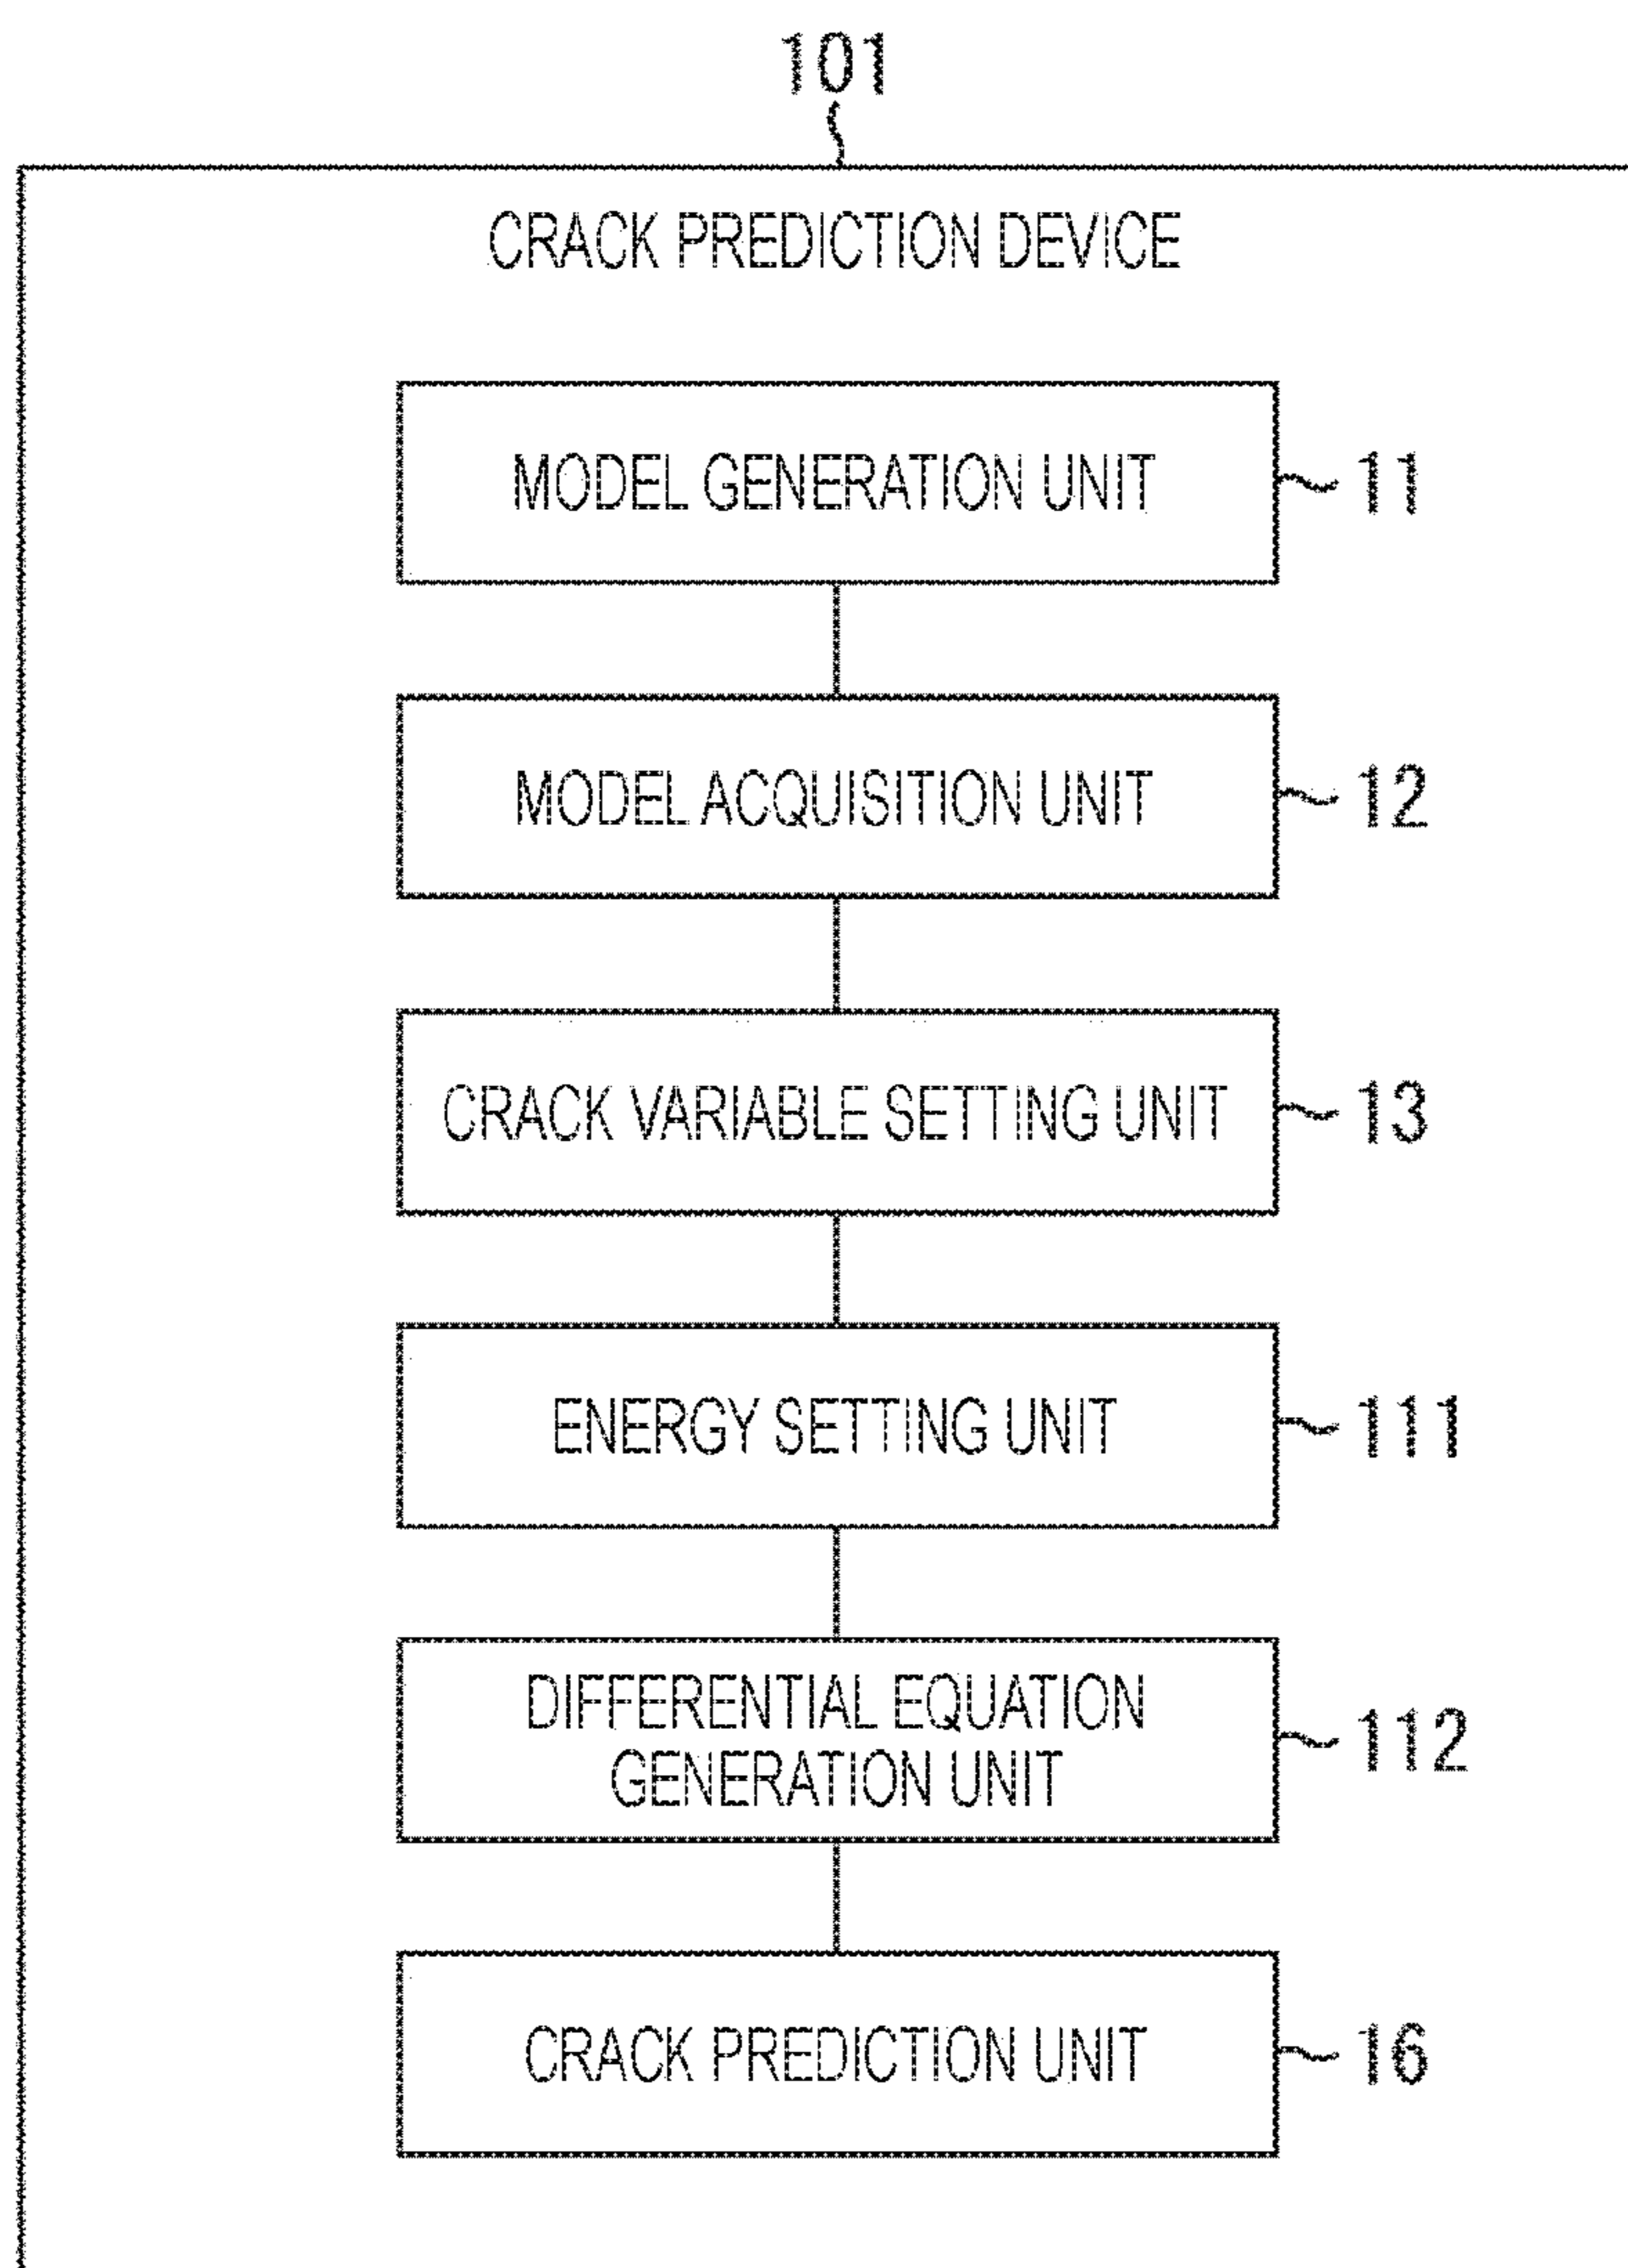 101
CRACK PREDICTION DEVICE
MODEL GENERATION UNIT
11
MODEL ACQUISITION UNIT
12
CRACK VARIABLE SETTING UNIT
13
ENERGY SETTING UNIT
111
DIFFERENTIAL EQUATION
GENERATION UNIT
112
CRACK PREDICTION UNIT
16